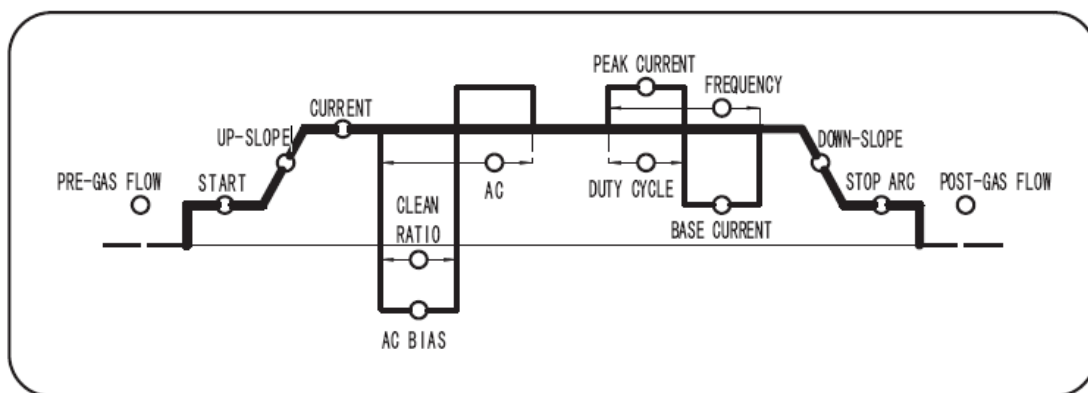 PEAK CURRENT
FREQUENCY
CURRENT
UP-SLOPE
DOWN-SLOPE
PRE-GAS FLOW
START
AC
DUTY CYCLE
STOP ARC
POST-GAS FLOW
CLEAN
RATIO
BASE CURRENT
AC BIAS